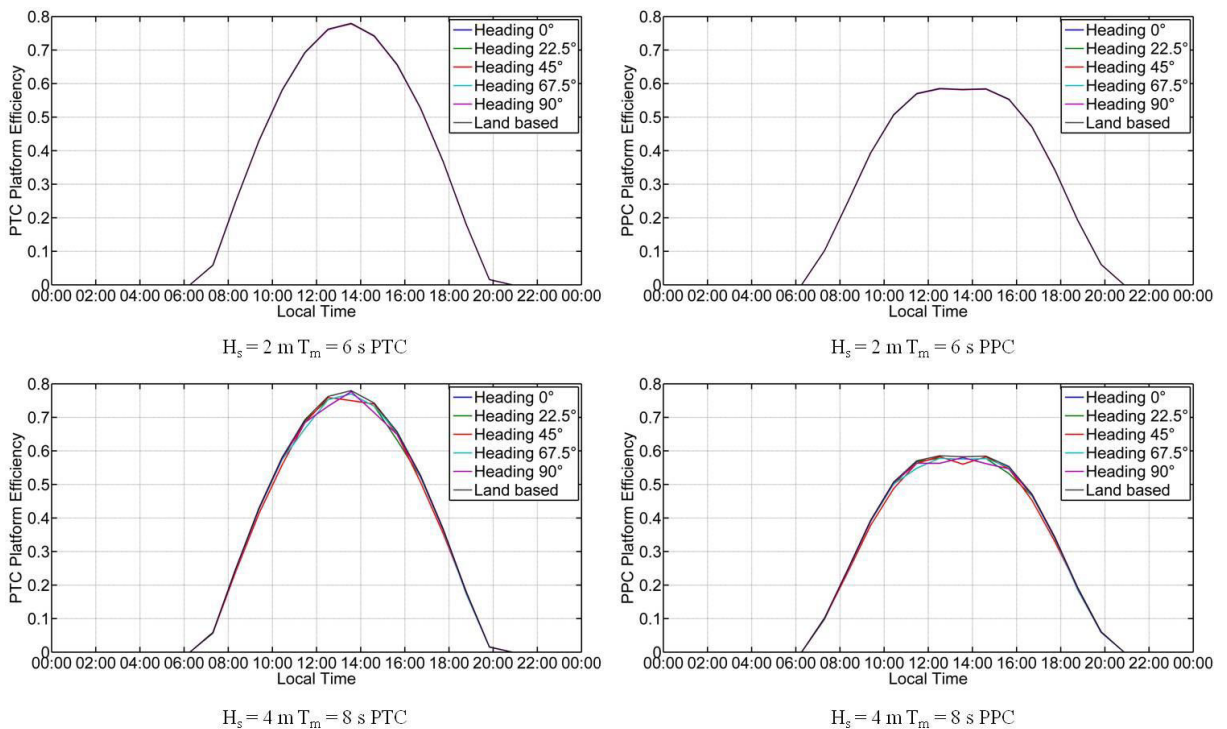 PTC Platform Efficiency
0.8
0.7
0.6
0.5
0.4
0.3
0.2
0.1
0
00:00 02:00 04:00 06:00 08:00 10:00 12:00 14:00 16:00 18:00 20:00 22:00 00:00
Local Time
Heading 0°
Heading 22.5°
Heading 45°
Heading 67.5°
Heading 90°
Land based
Hs = 2 m Tm = 6 s PTC
PPC Platform Efficiency
0.8
0.7
0.6
0.5
0.4
0.3
0.2
0.1
0
00:00 02:00 04:00 06:00 08:00 10:00 12:00 14:00 16:00 18:00 20:00 22:00 00:00
Local Time
Heading 0°
Heading 22.5°
Heading 45°
Heading 67.5°
Heading 90°
Land based
Hs = 2 m Tm = 6 s PPC
PTC Platform Efficiency
0.8
0.7
0.6
0.5
0.4
0.3
0.2
0.1
0
00:00 02:00 04:00 06:00 08:00 10:00 12:00 14:00 16:00 18:00 20:00 22:00 00:00
Local Time
Heading 0°
Heading 22.5°
Heading 45°
Heading 67.5°
Heading 90°
Land based
Hs = 4 m Tm = 8 s PTC
PPC Platform Efficiency
0.8
0.7
0.6
0.5
0.4
0.3
0.2
0.1
0
00:00 02:00 04:00 06:00 08:00 10:00 12:00 14:00 16:00 18:00 20:00 22:00 00:00
Local Time
Heading 0°
Heading 22.5°
Heading 45°
Heading 67.5°
Heading 90°
Land based
Hs = 4 m Tm = 8 s PPC